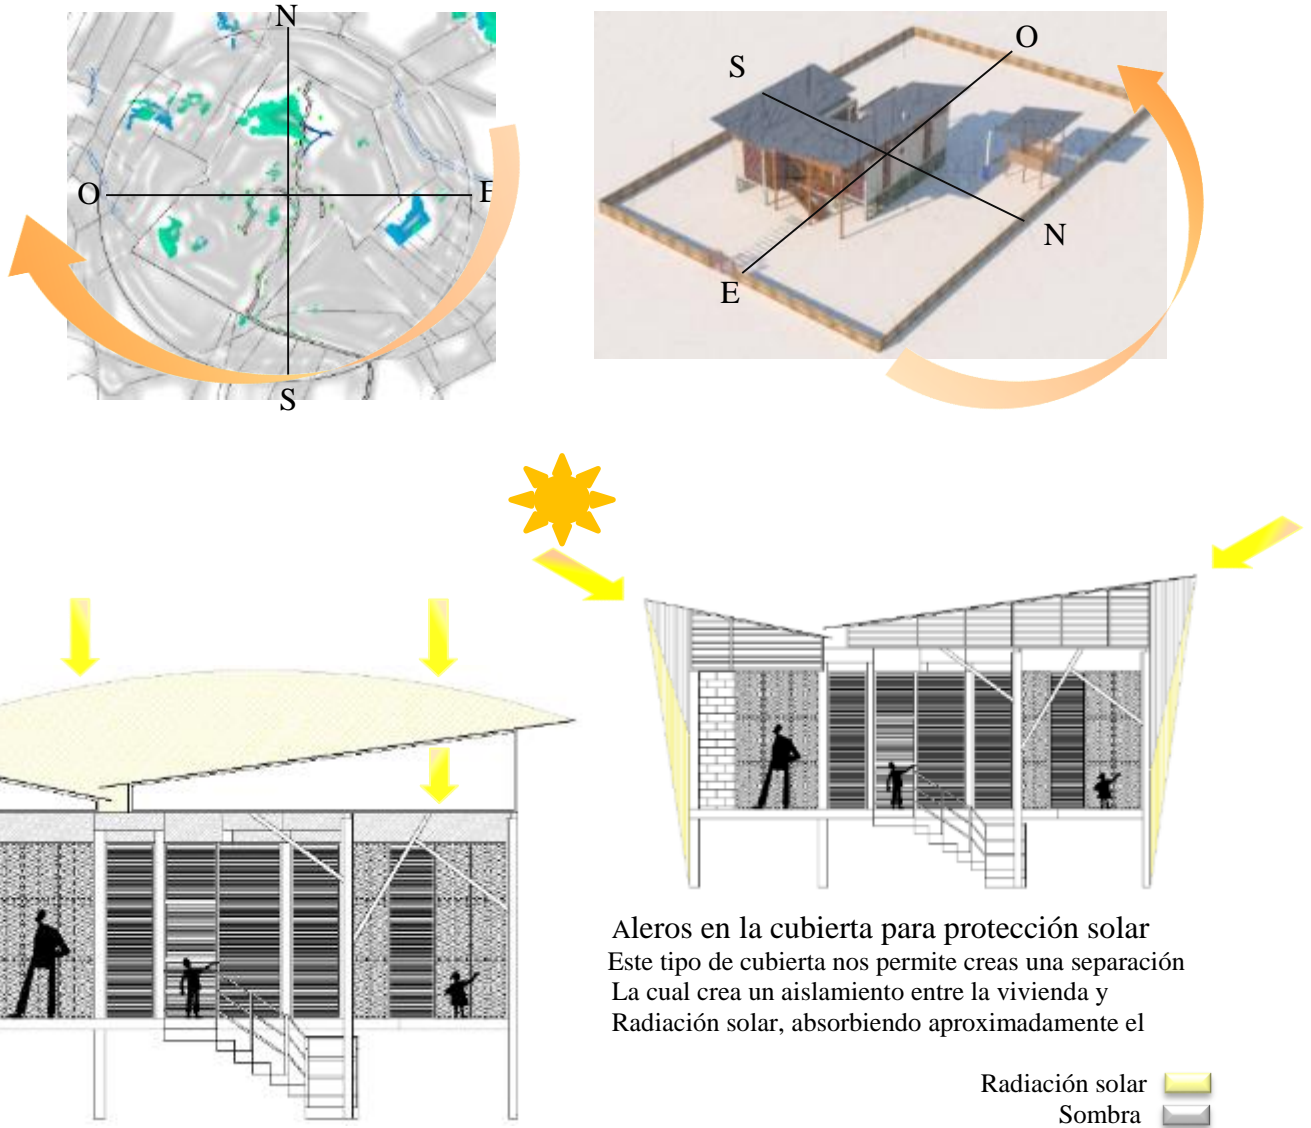 N
O
E
S
O
S
N
E
Aleros en la cubierta para protección solar
Este tipo de cubierta nos permite creas una separación
La cual crea un aislamiento entre la vivienda y
Radiación solar, absorbiendo aproximadamente el
Radiación solar
Sombra